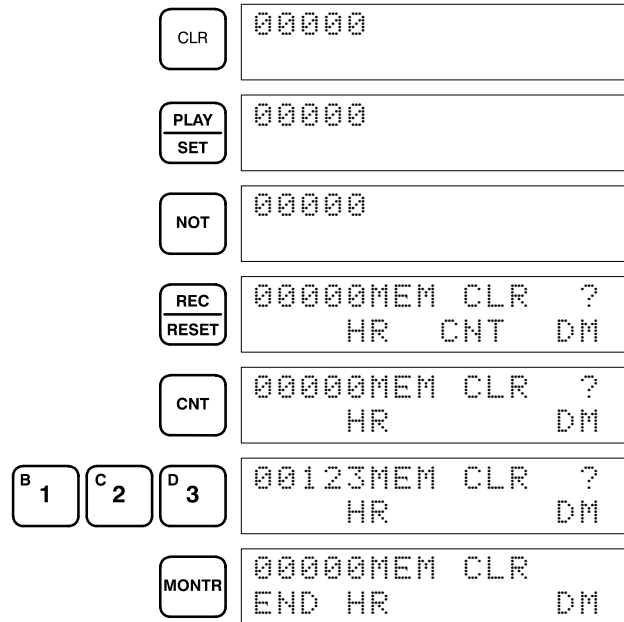 CLR
00000
PLAY
SET
00000
NOT
00000
REC
RESET
00000MEM CLR ?
HR CNT DM
CNT
00000MEM CLR ?
HR DM
B 1 C 2 D 3
00123MEM CLR ?
HR DM
MONTR
00000MEM CLR
END HR DM